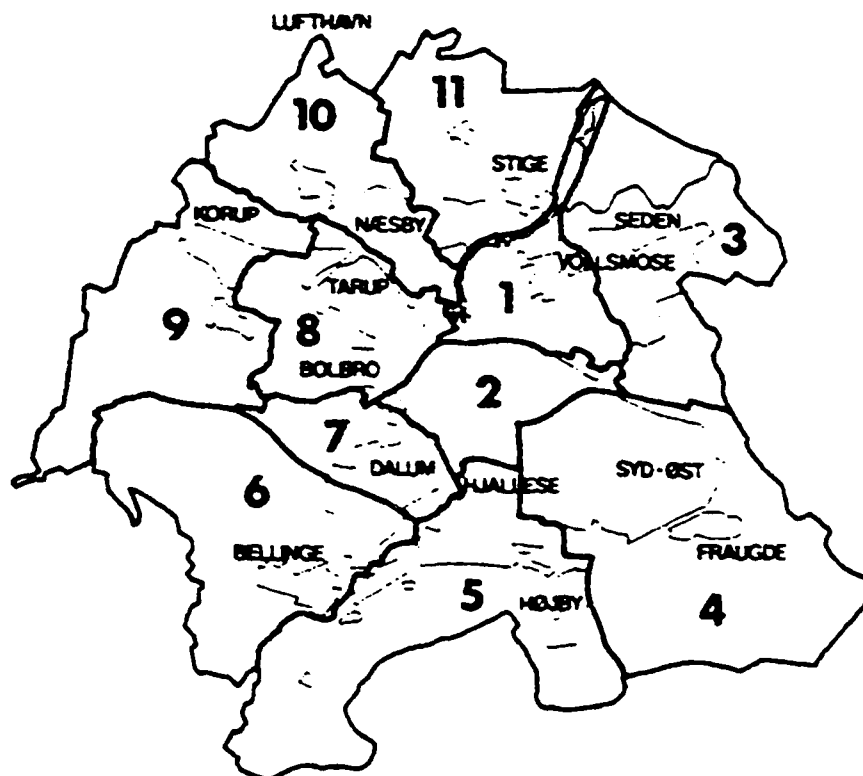 LUFTHAVN
11
10
STIGE
KORUP
NÆSBY
SEDEN
3
VOLLSMOSE
TARUP
1
9
8
BOLBRO
2
7
DALUM
HJALLESE
SYD-ØST
6
BELLINGE
FRAUGDE
5
HØJBY
4